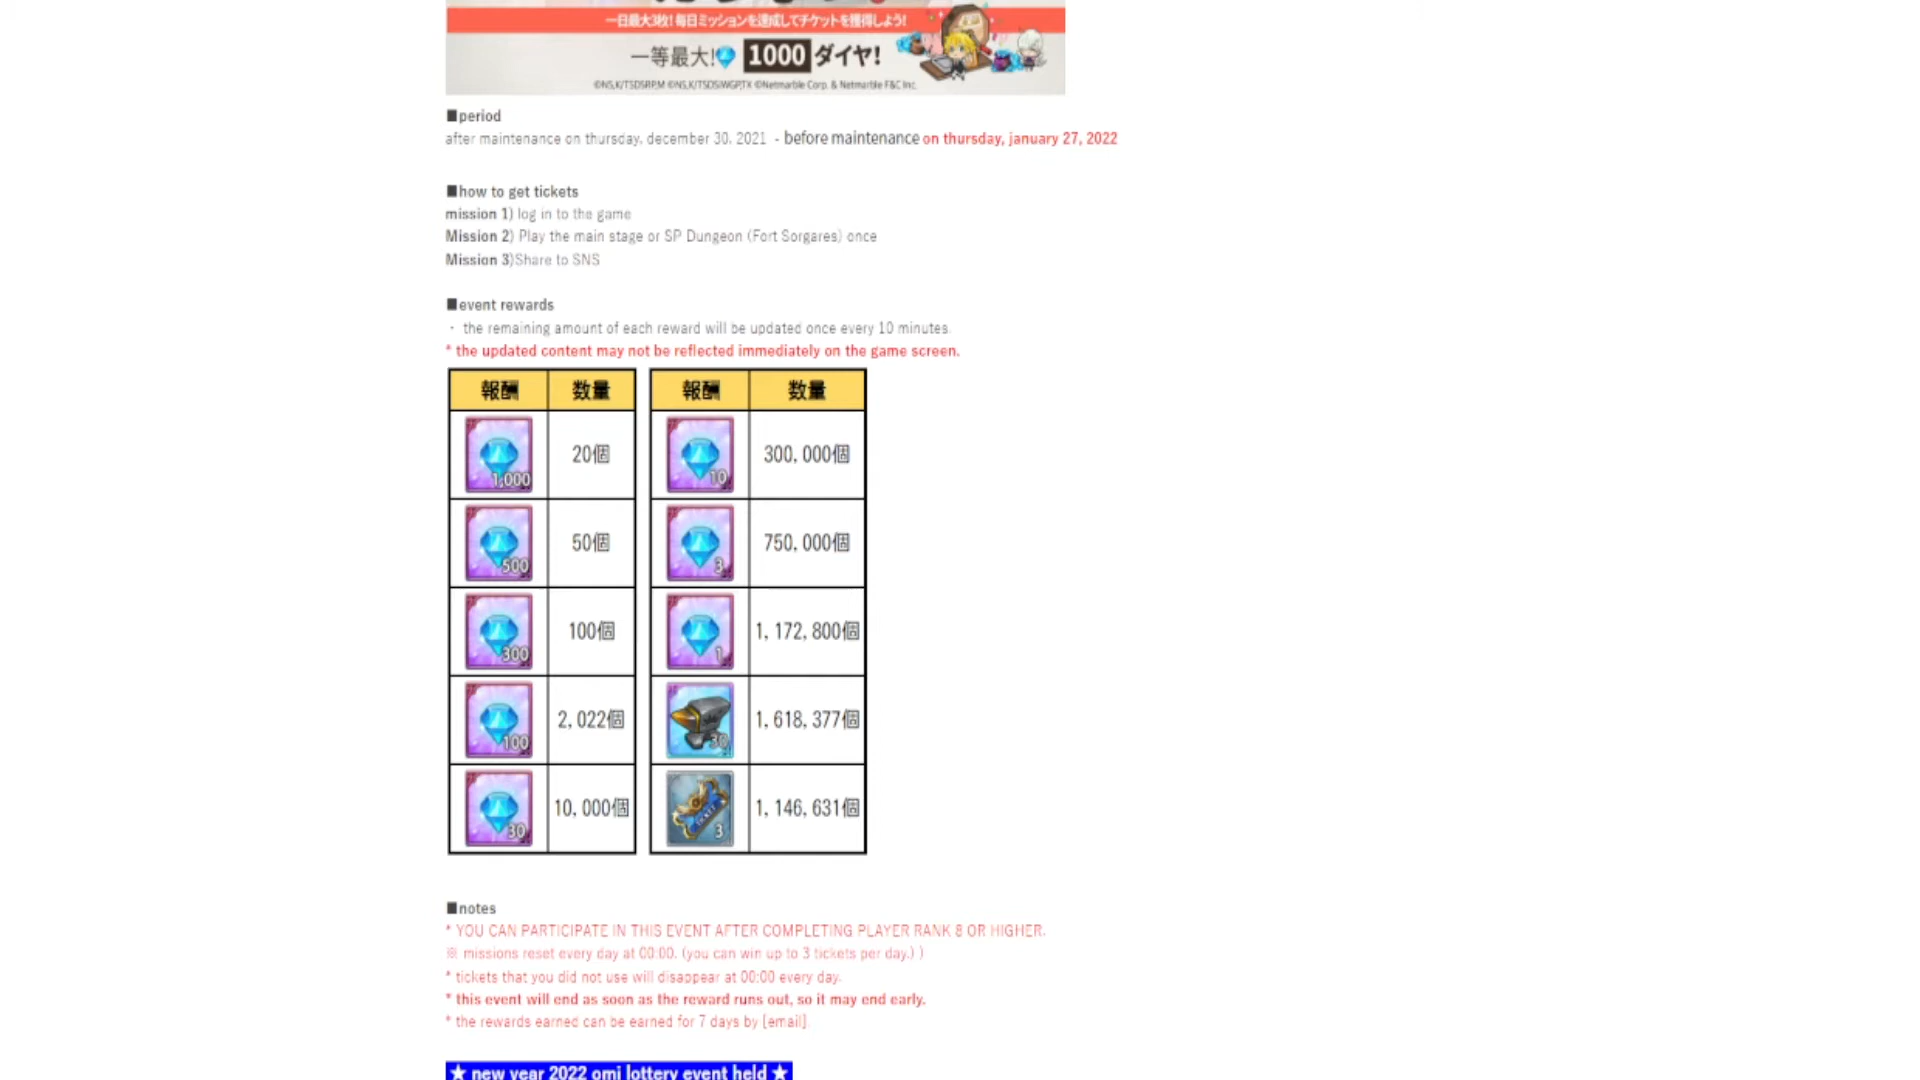 一日最大3枚！毎日ミッションを達成してチケットを獲得しよう！
一等最大！ 1000 ダイヤ！
©NS,K/TSDSRP,M ©NS,K/TSDSiWGP,TX ©Netmarble Corp. & Netmarble F&C Inc.
■period
after maintenance on thursday, december 30, 2021 - before maintenance on thursday, january 27, 2022
■how to get tickets
mission 1) log in to the game
Mission 2) Play the main stage or SP Dungeon (Fort Sorgares) once
Mission 3)Share to SNS
■event rewards
・ the remaining amount of each reward will be updated once every 10 minutes.
* the updated content may not be reflected immediately on the game screen.
報酬 数量 報酬 数量
1,000 20個 10 300,000個
500 50個 3 750,000個
300 100個 1 1,172,800個
100 2,022個 30 1,618,377個
30 10,000個 TICKET 3 1,146,631個
■notes
* YOU CAN PARTICIPATE IN THIS EVENT AFTER COMPLETING PLAYER RANK 8 OR HIGHER.
※ missions reset every day at 00:00. (you can win up to 3 tickets per day.) )
* tickets that you did not use will disappear at 00:00 every day.
* this event will end as soon as the reward runs out, so it may end early.
* the rewards earned can be earned for 7 days by [email].
★ new year 2022 omi lottery event held ★